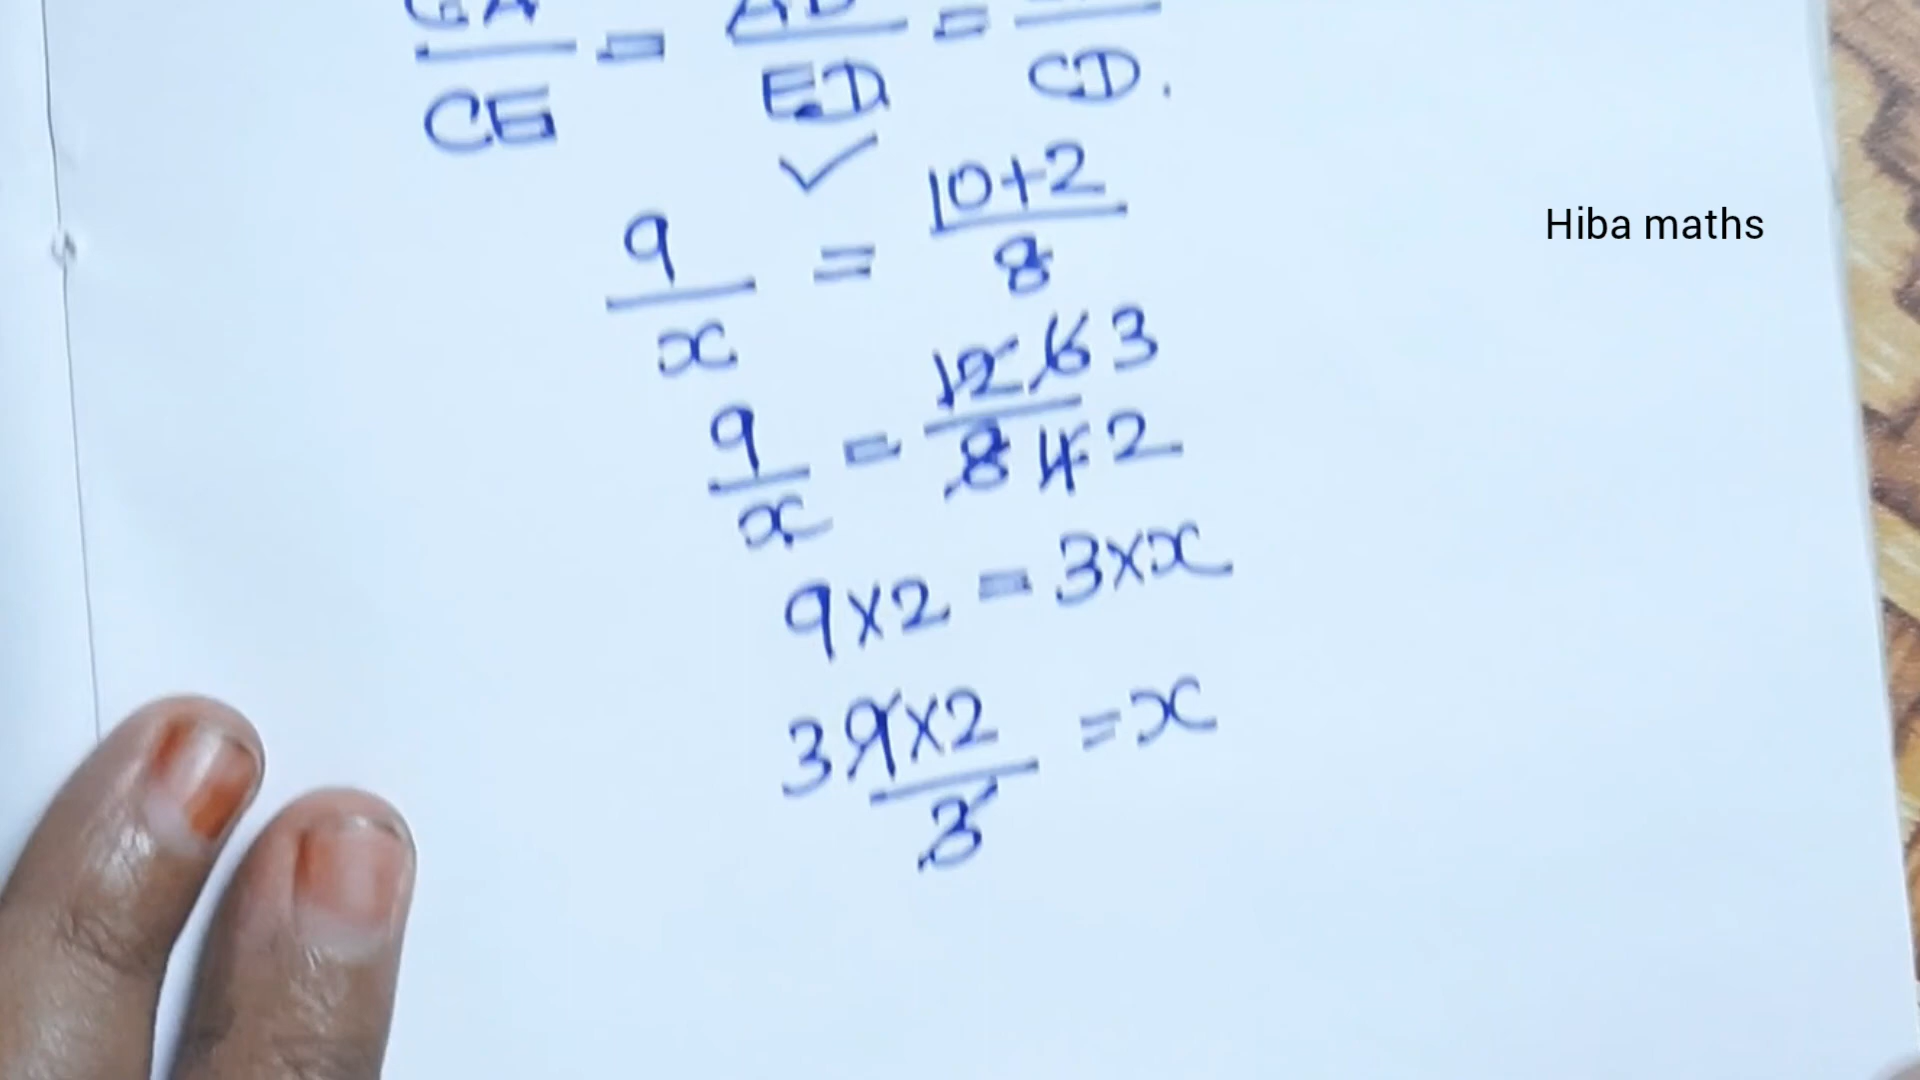 CE = ED = CD.
9/x = 10+2/8
Hiba maths
9/x = 12 6 3/8 4 2
9×2 = 3×x
3 9×2/3 = x